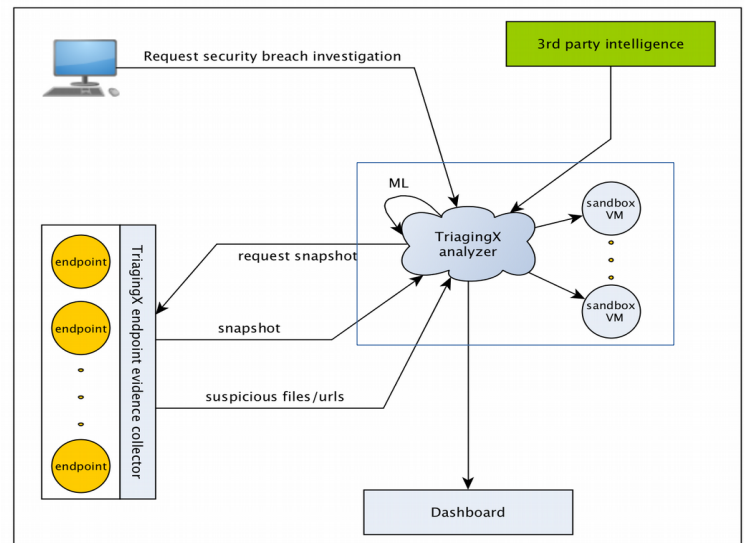 Request security breach investigation
3rd party intelligence
ML
sandbox
VM
TriagingX
analyzer
sandbox
VM
request snapshot
endpoint
endpoint
endpoint
TriagingX endpoint evidence collector
snapshot
suspicious files/urls
Dashboard